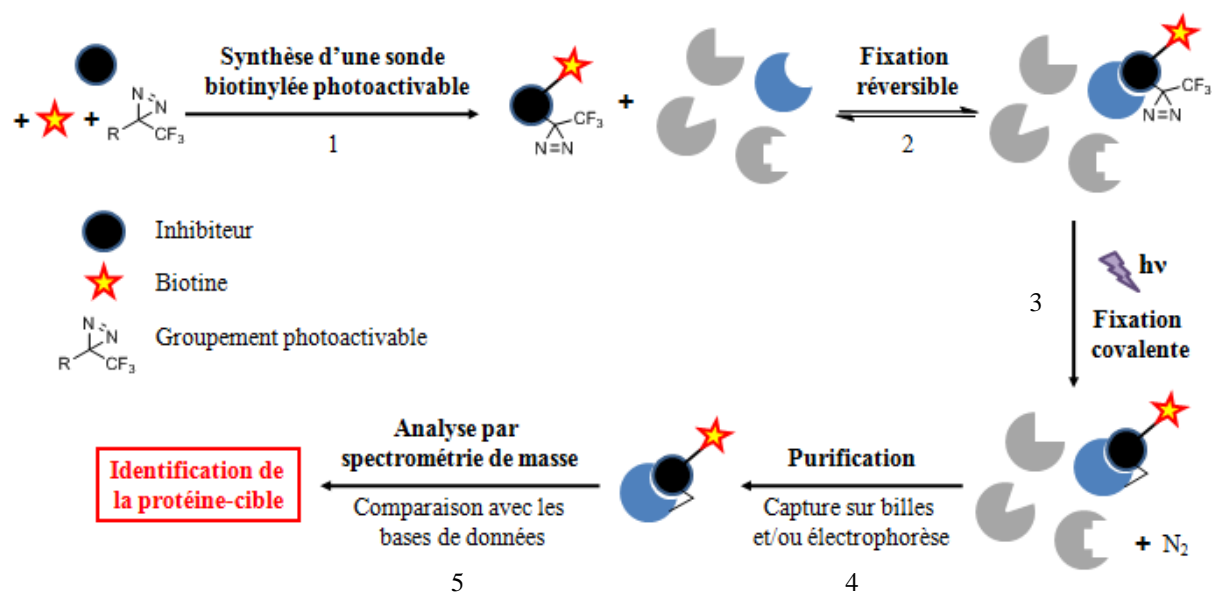 Synthèse d’une sonde
biotinylée photoactivable
1
+
+
N
N
R
CF3
CF3
N=N
+
Fixation
réversible
2
CF3
N=N
Inhibiteur
Biotine
N
N
R
CF3
Groupement photoactivable
3
hν
Fixation
covalente
Identification de
la protéine-cible
Analyse par
spectrométrie de masse
Comparaison avec les
bases de données
5
Purification
Capture sur billes
et/ou électrophorèse
4
+ N2